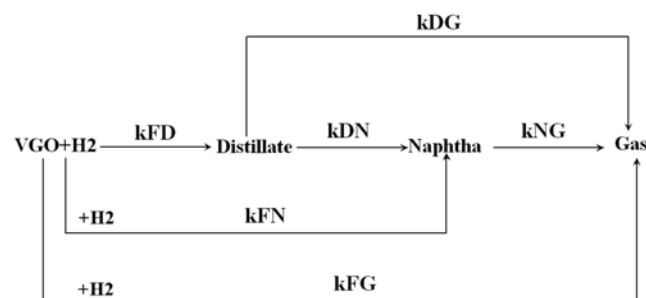 kDG
kFD
kDN
kNG
VGO+H2
Distillate
Naphtha
Gas
+H2
kFN
+H2
kFG